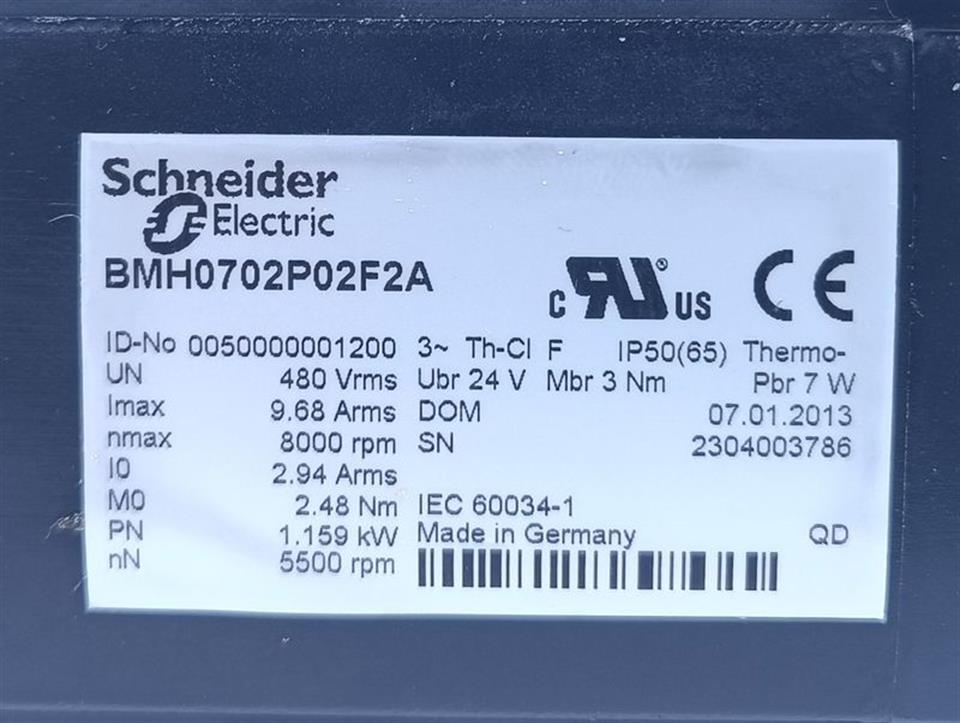 Schneider
Electric
BMH0702P02F2A
c RU US CE
ID-No 0050000001200 3~ Th-Cl F IP50(65) Thermo-
UN 480 Vrms Ubr 24 V Mbr 3 Nm Pbr 7 W
Imax 9.68 Arms DOM 07.01.2013
nmax 8000 rpm SN 2304003786
I0 2.94 Arms
M0 2.48 Nm IEC 60034-1
PN 1.159 kW Made in Germany QD
nN 5500 rpm